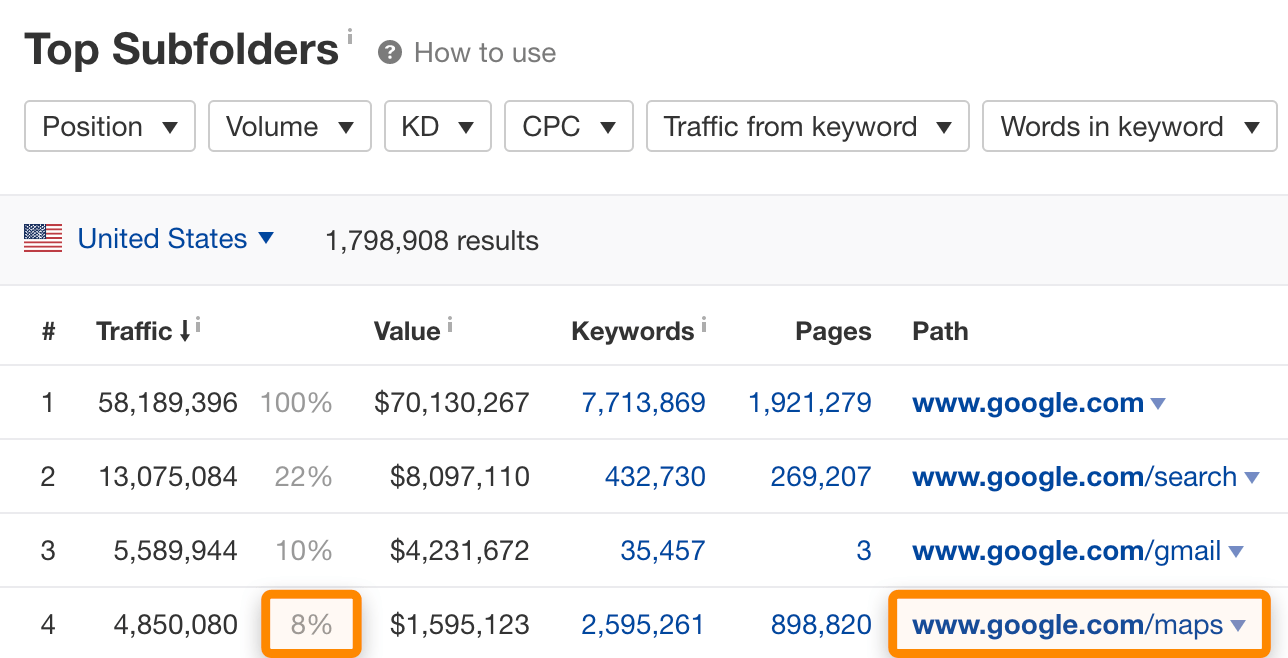 Top Subfolders i ? How to use
Position ▼ Volume ▼ KD ▼ CPC ▼ Traffic from keyword ▼ Words in keyword ▼
United States ▼ 1,798,908 results
# Traffic ↓ i Value i Keywords i Pages Path
1 58,189,396 100% $70,130,267 7,713,869 1,921,279 www.google.com ▼
2 13,075,084 22% $8,097,110 432,730 269,207 www.google.com/search ▼
3 5,589,944 10% $4,231,672 35,457 3 www.google.com/gmail ▼
4 4,850,080 8% $1,595,123 2,595,261 898,820 www.google.com/maps ▼